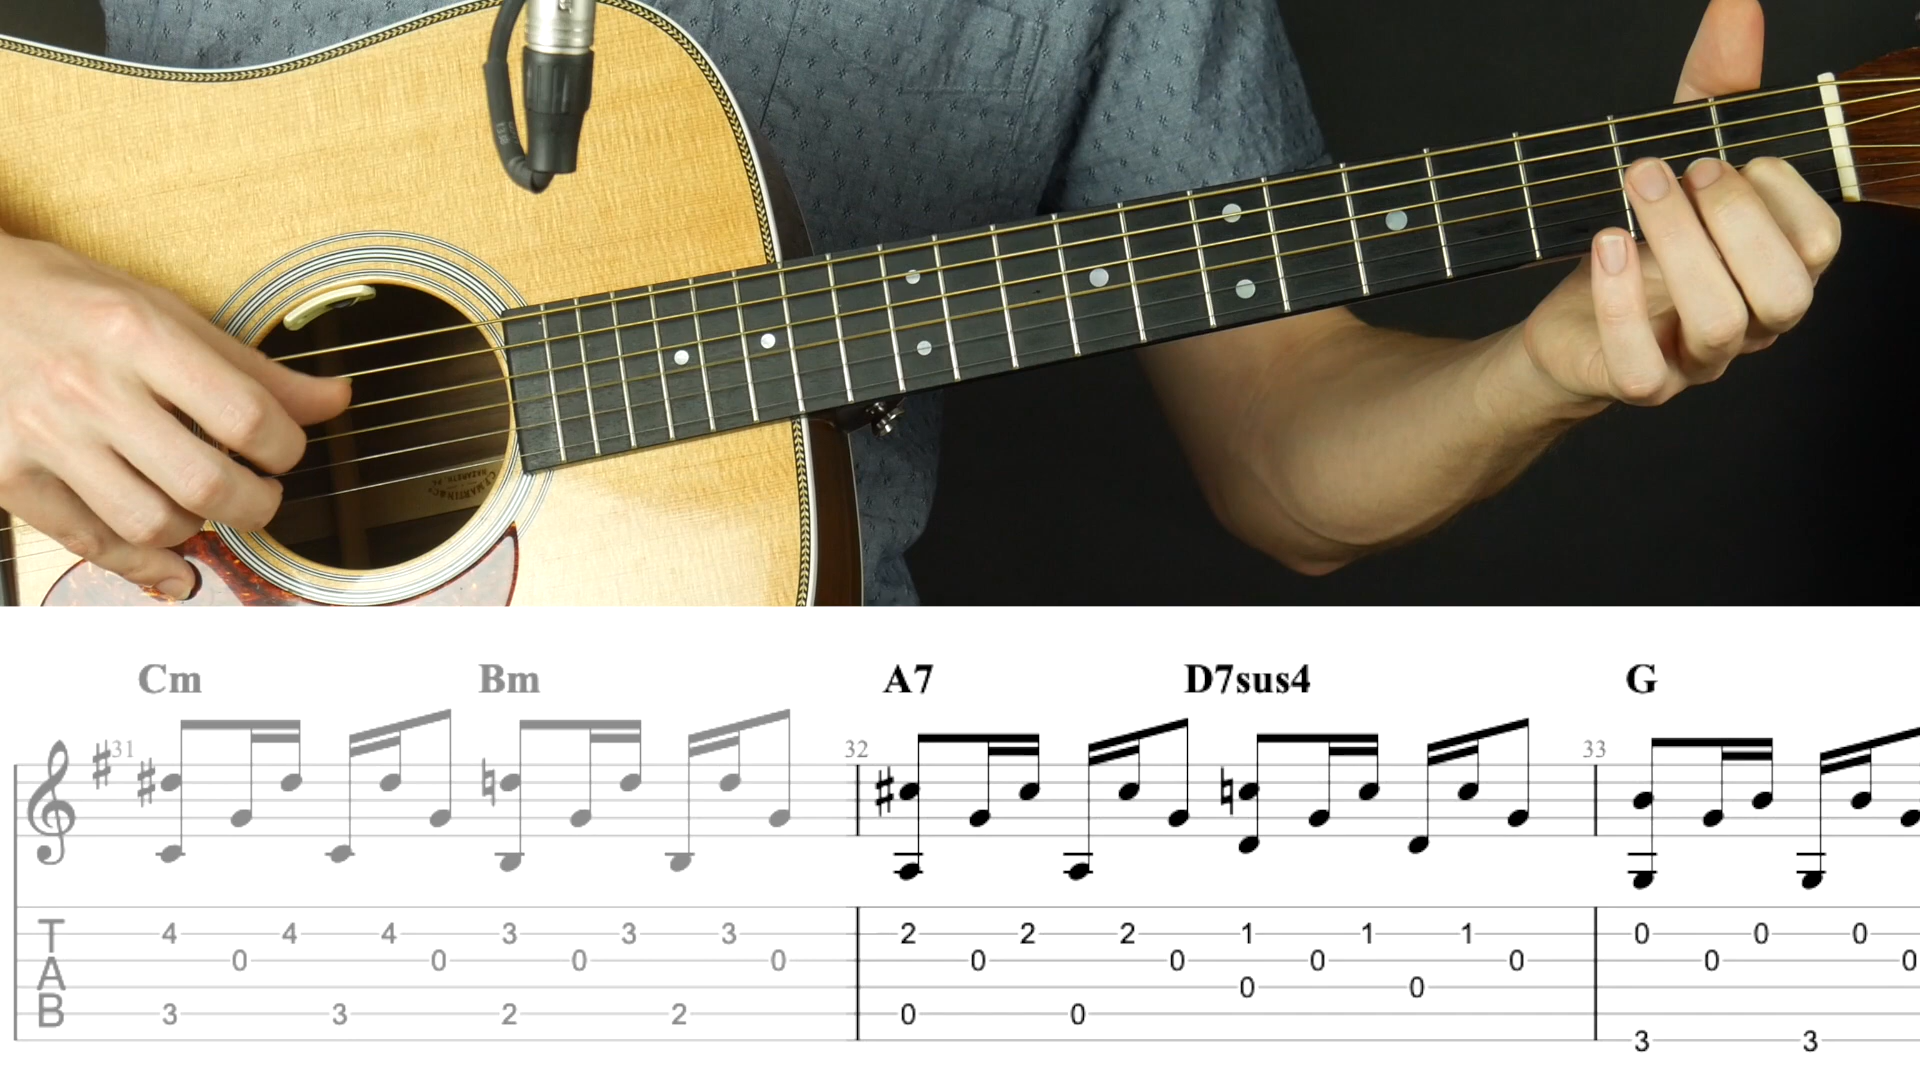 Cm Bm A7 D7sus4 G
31 32 33
T 4 4 4 3 3 3 2 2 2 1 1 1 0 0 0
A 0 0 0 0 0 0 0 0 0 0
0 0
B 3 3 2 2 0 0
3 3